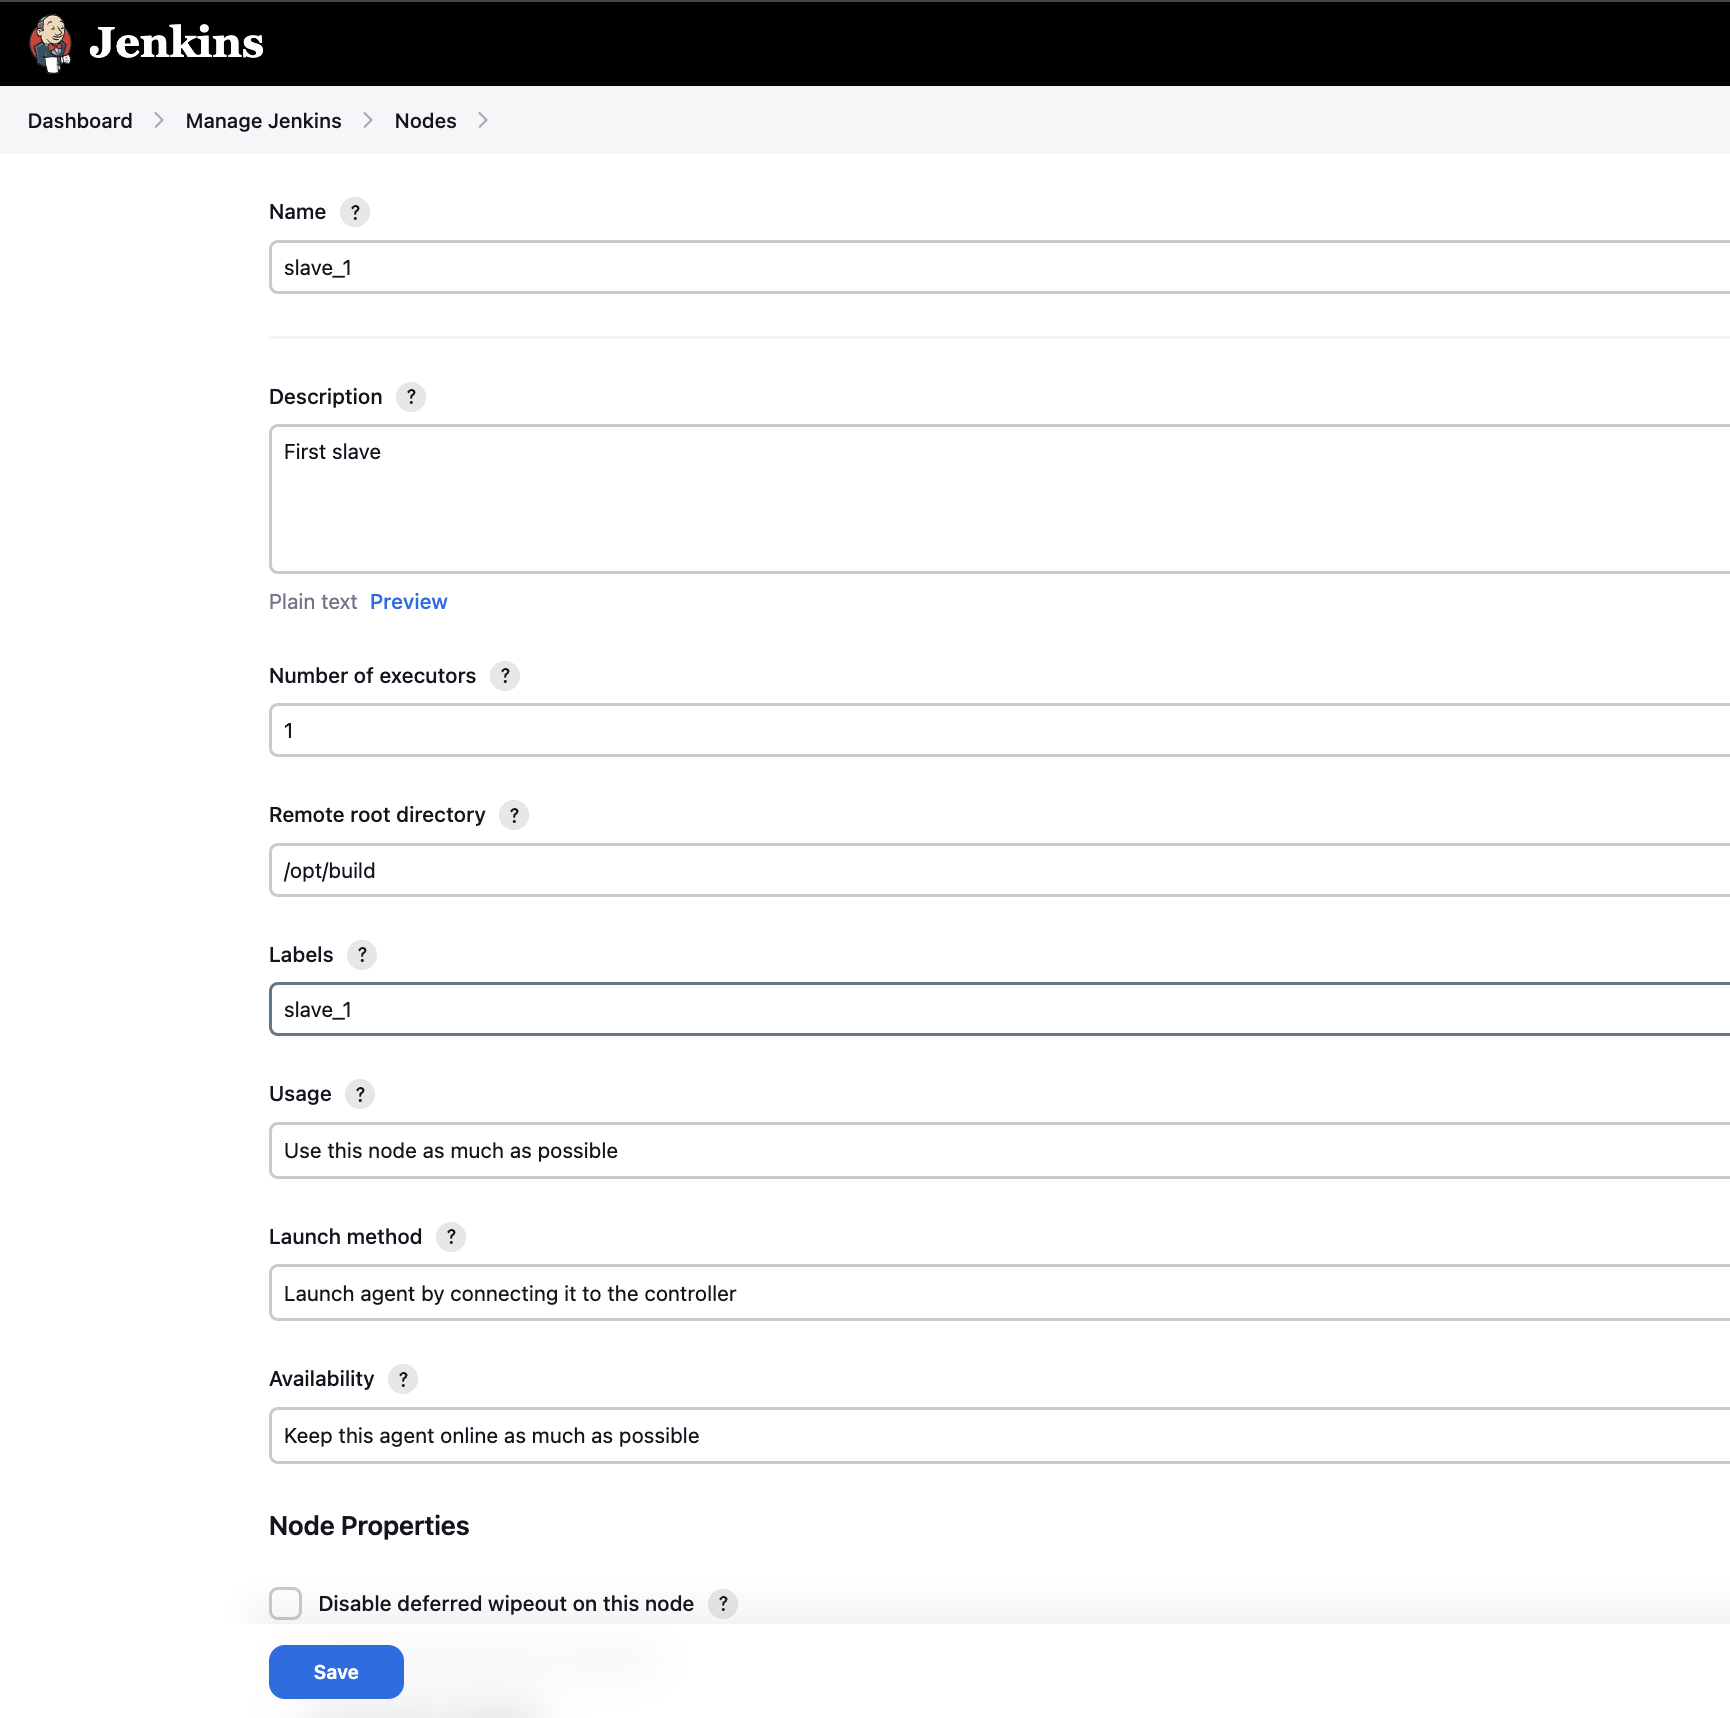 Jenkins
Dashboard > Manage Jenkins > Nodes >
Name ?
slave_1
Description ?
First slave
Plain text Preview
Number of executors ?
1
Remote root directory ?
/opt/build
Labels ?
slave_1
Usage ?
Use this node as much as possible
Launch method ?
Launch agent by connecting it to the controller
Availability ?
Keep this agent online as much as possible
Node Properties
Disable deferred wipeout on this node ?
Save